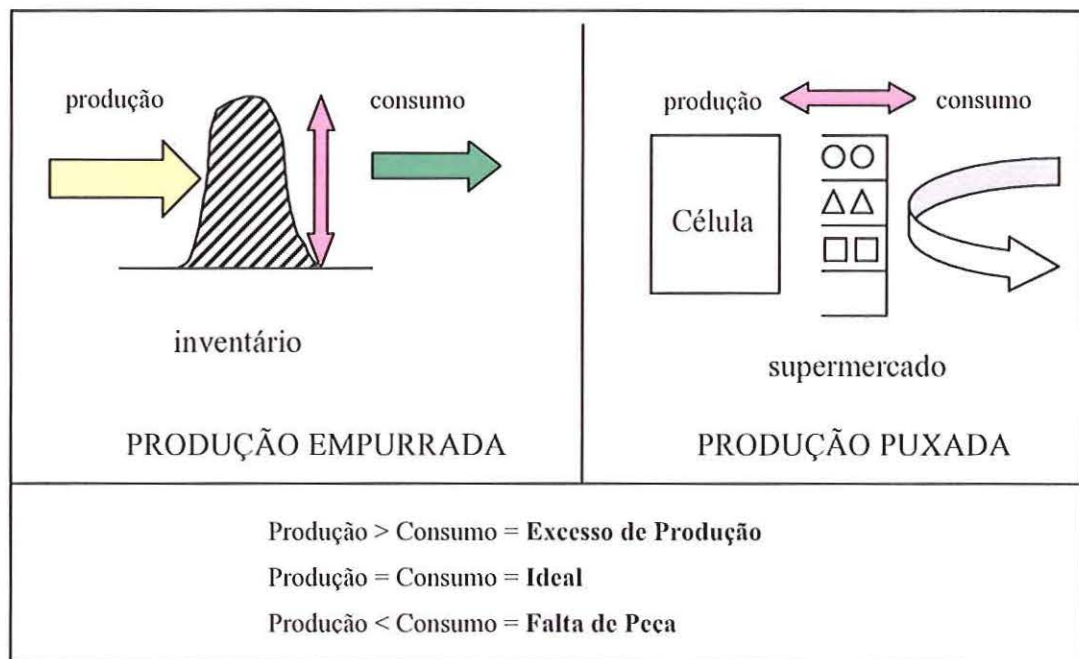 produção
consumo
inventário
PRODUÇÃO EMPURRADA
produção
consumo
Célula
supermercado
PRODUÇÃO PUXADA
Produção > Consumo = Excesso de Produção
Produção = Consumo = Ideal
Produção < Consumo = Falta de Peça